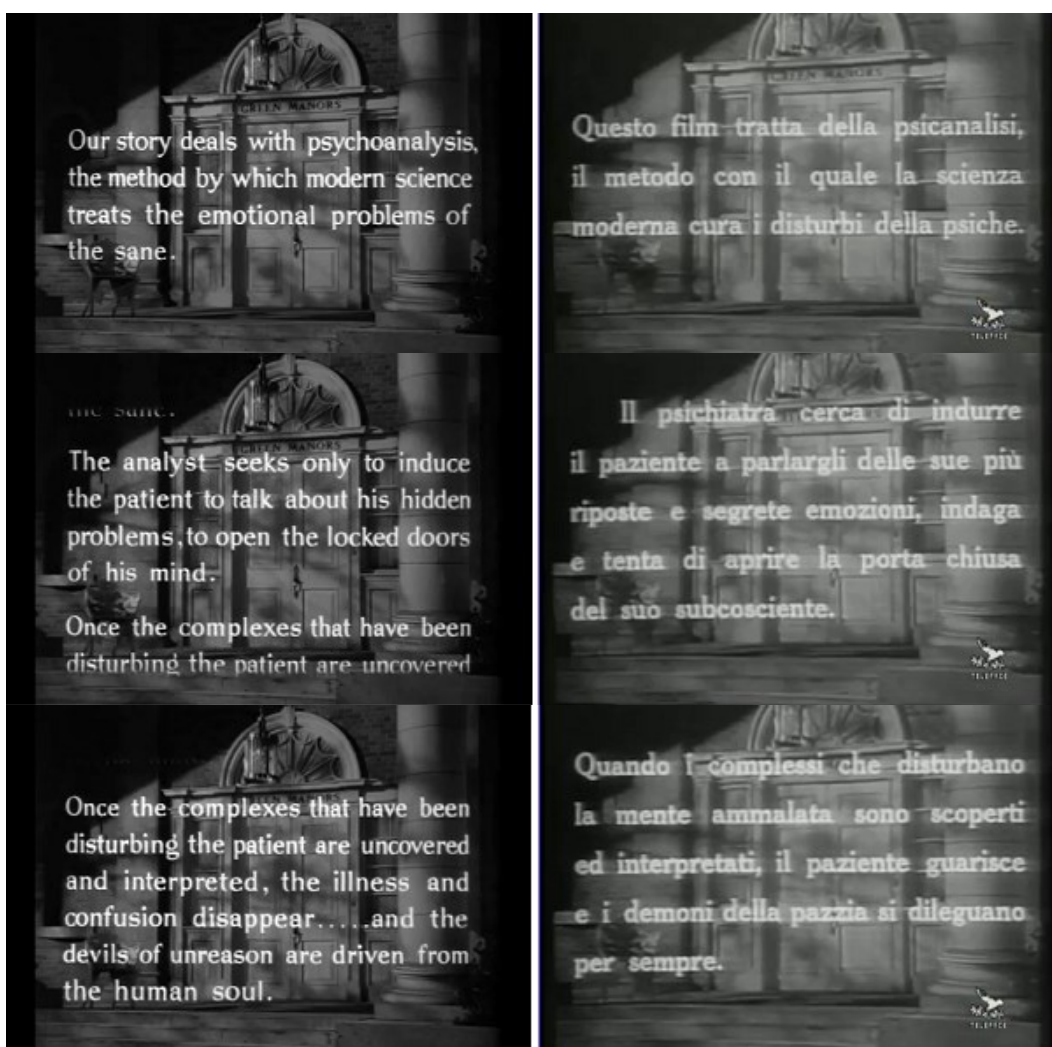 GREEN MANORS
Our story deals with psychoanalysis,
the method by which modern science
treats the emotional problems of
the sane.
GREEN MANORS
Questo film tratta della psicanalisi,
il metodo con il quale la scienza
moderna cura i disturbi della psiche.
TELEPACE
the sane.
GREEN MANORS
The analyst seeks only to induce
the patient to talk about his hidden
problems, to open the locked doors
of his mind.
Once the complexes that have been
disturbing the patient are uncovered
Il psichiatra cerca di indurre
il paziente a parlargli delle sue più
riposte e segrete emozioni, indaga
e tenta di aprire la porta chiusa
del suo subcosciente.
TELEPACE
Once the complexes that have been
disturbing the patient are uncovered
and interpreted, the illness and
confusion disappear.....and the
devils of unreason are driven from
the human soul.
Quando i complessi che disturbano
la mente ammalata sono scoperti
ed interpretati, il paziente guarisce
e i demoni della pazzia si dileguano
per sempre.
TELEPACE